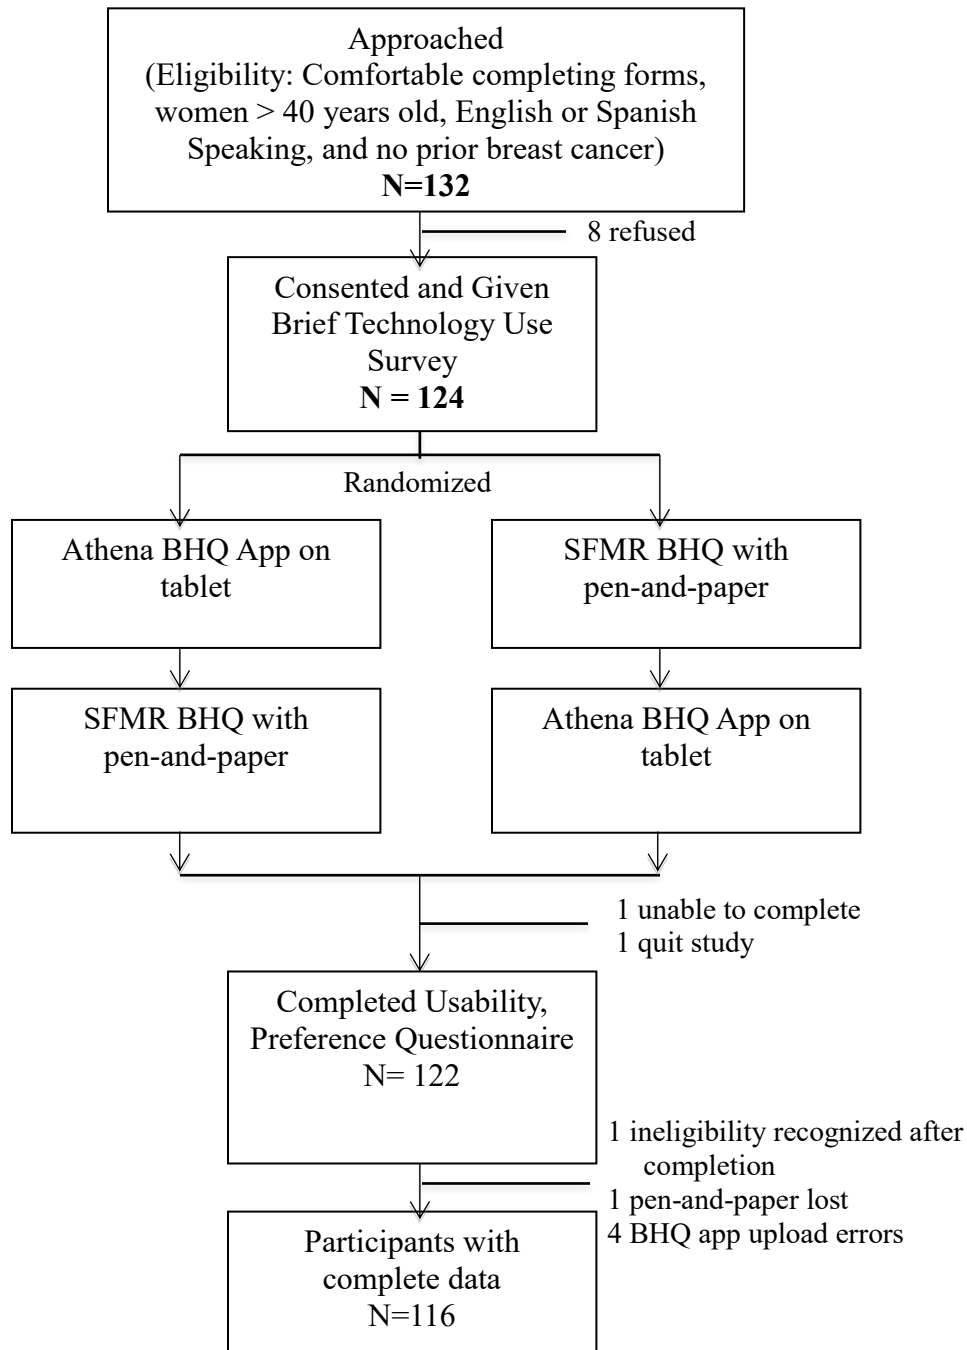 Approached
(Eligibility: Comfortable completing forms,
women > 40 years old, English or Spanish
Speaking, and no prior breast cancer)
N=132
8 refused
Consented and Given
Brief Technology Use
Survey
N = 124
Randomized
Athena BHQ App on
tablet
SFMR BHQ with
pen-and-paper
SFMR BHQ with
pen-and-paper
Athena BHQ App on
tablet
1 unable to complete
1 quit study
Completed Usability,
Preference Questionnaire
N= 122
1 ineligibility recognized after
completion
1 pen-and-paper lost
4 BHQ app upload errors
Participants with
complete data
N=116